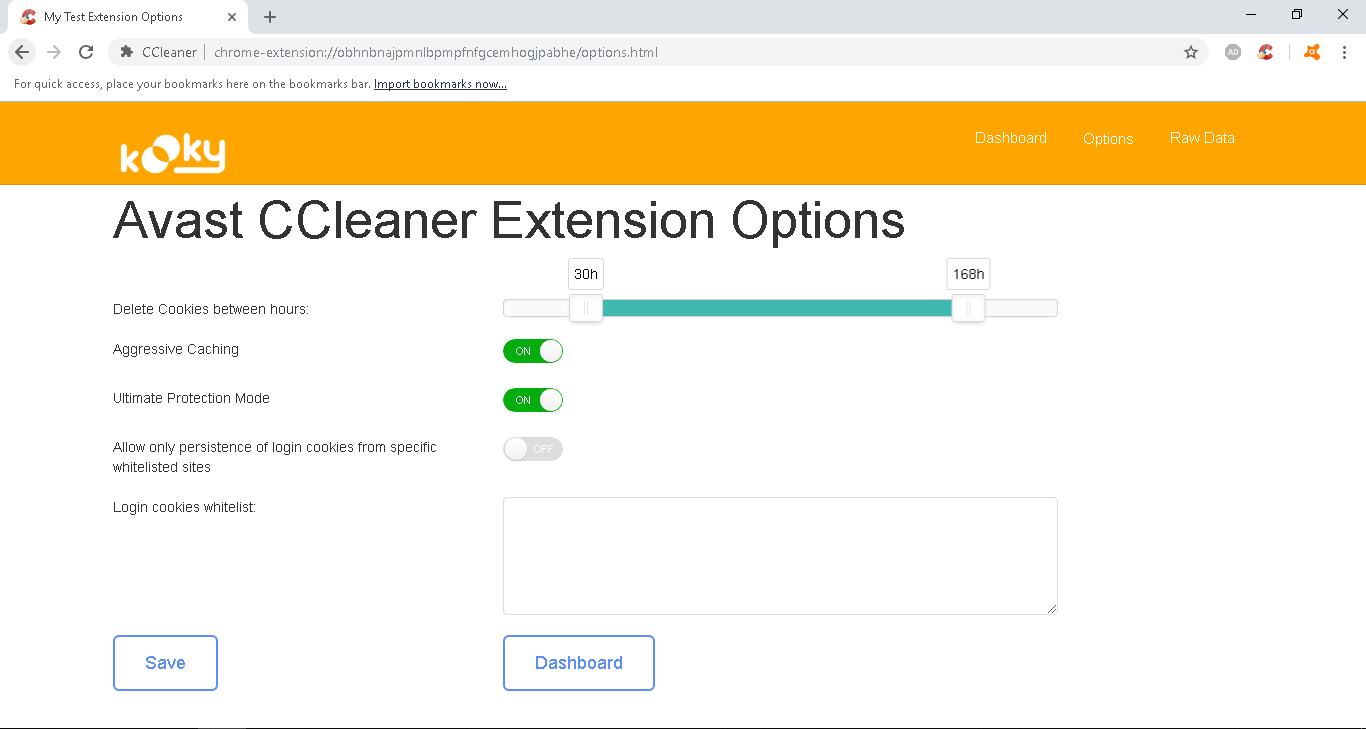 My Test Extension Options
CCleaner chrome-extension://obhnbnajpmnlbpmpfnfgcemhogjpabhe/options.html
AD
For quick access, place your bookmarks here on the bookmarks bar. Import bookmarks now...
kooky
Dashboard Options Raw Data
Avast CCleaner Extension Options
30h 168h
Delete Cookies between hours:
Aggressive Caching ON
Ultimate Protection Mode ON
Allow only persistence of login cookies from specific OFF
whitelisted sites
Login cookies whitelist:
Save Dashboard